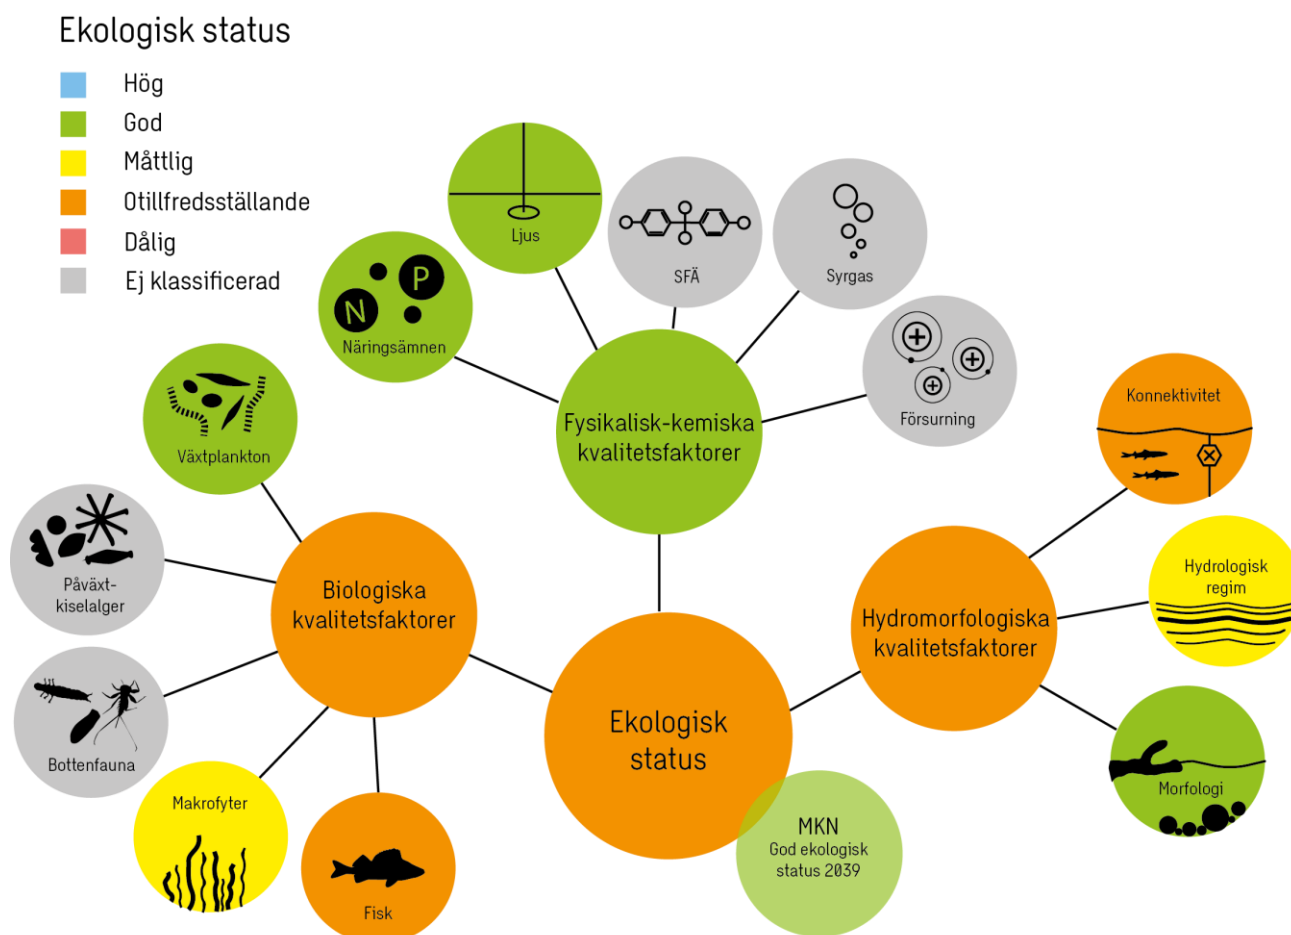 Ekologisk status
Hög
God
Måttlig
Otillfredsställande
Dålig
Ej klassificerad
Ljus
SFÄ
Syrgas
N
P
Näringsämnen
Försurning
Växtplankton
Fysikalisk-kemiska
kvalitetsfaktorer
Konnektivitet
Påväxt-
kiselalger
Biologiska
kvalitetsfaktorer
Hydromorfologiska
kvalitetsfaktorer
Hydrologisk
regim
Bottenfauna
Ekologisk
status
Morfologi
Makrofyter
Fisk
MKN
God ekologisk
status 2039